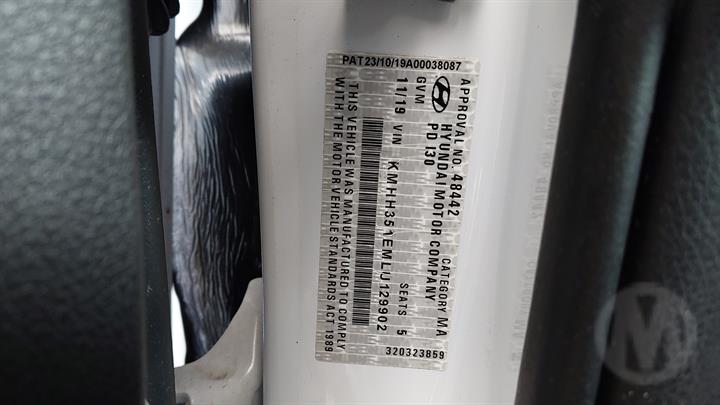 APPROVAL NO. 48442 CATEGORY MA
HYUNDAI MOTOR COMPANY
PD I30
GVM
11/19 VIN KMHH351EMLU129902 SEATS 5
THIS VEHICLE WAS MANUFACTURED TO COMPLY
WITH THE MOTOR VEHICLE STANDARDS ACT 1989
PAT23/10/19A00038087
320323859
M